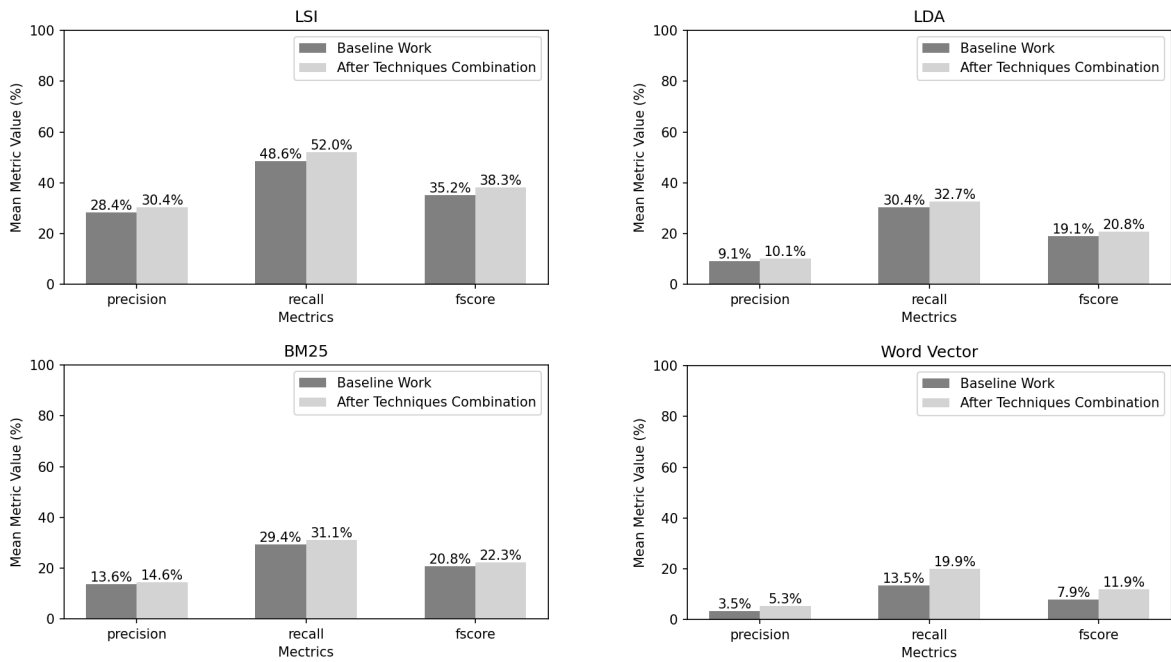 LSI
Mean Metric Value (%)
100
80
60
40
20
0
Baseline Work
After Techniques Combination
28.4%
30.4%
48.6%
52.0%
35.2%
38.3%
precision
recall
fscore
Mectrics
LDA
Mean Metric Value (%)
100
80
60
40
20
0
Baseline Work
After Techniques Combination
9.1%
10.1%
30.4%
32.7%
19.1%
20.8%
precision
recall
fscore
Mectrics
BM25
Mean Metric Value (%)
100
80
60
40
20
0
Baseline Work
After Techniques Combination
13.6%
14.6%
29.4%
31.1%
20.8%
22.3%
precision
recall
fscore
Mectrics
Word Vector
Mean Metric Value (%)
100
80
60
40
20
0
Baseline Work
After Techniques Combination
3.5%
5.3%
13.5%
19.9%
7.9%
11.9%
precision
recall
fscore
Mectrics